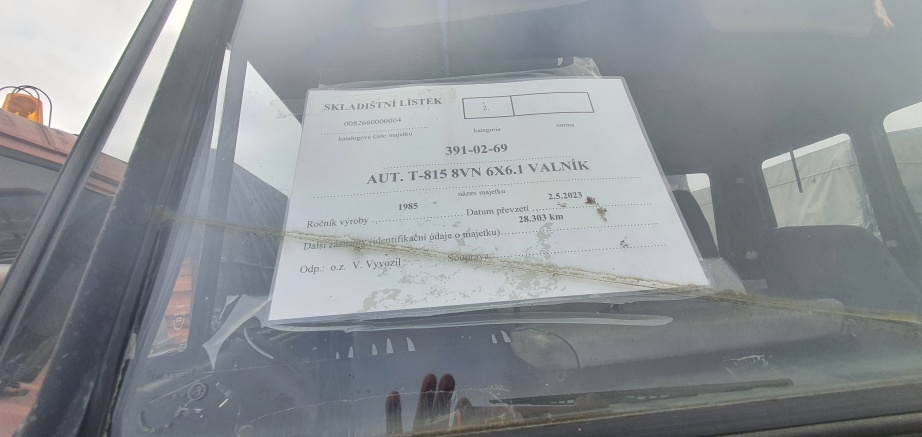 SKLADIŠTNÍ LÍSTEK
2.
0082660000004
katalogové číslo majetku
kategorie
norma
391-02-69
AUT. T-815 8VN 6X6.1 VALNÍK
název majetku
Ročník výroby 1985 Datum převzetí 2.5.2023
28.303 km
Další záznamy (identifikační údaje o majetku)
Odp.: o.z. V. Vyvozil Souprava